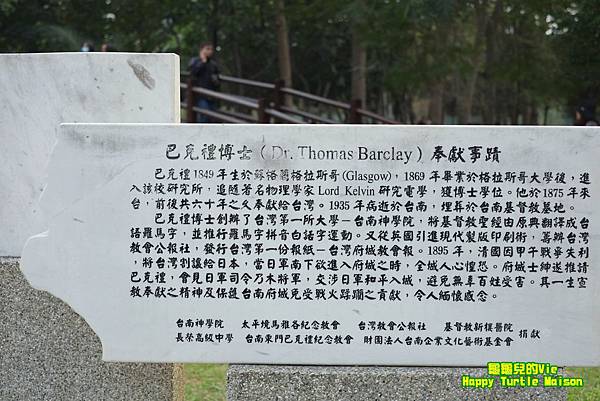 巴克禮博士（Dr. Thomas Barclay）奉獻事蹟
巴克禮1849年生於蘇格蘭格拉斯哥(Glasgow)，1869年畢業於格拉斯哥大學後，進
入該校研究所，追隨著名物理學家Lord Kelvin研究電學，獲博士學位。他於1875年來
台，前後共六十年之久奉獻給台灣。1935年病逝於台南，埋葬於台南基督教墓地。
巴克禮博士創辦了台灣第一所大學－台南神學院，將基督教聖經由原典翻譯成台
語羅馬字，並推行羅馬字拼音白話字運動。又從英國引進現代製版印刷術，籌辦台灣
教會公報社，發行台灣第一份報紙－台灣府城教會報。1895年，清國因甲午戰爭失利
，將台灣割讓給日本，當日軍南下欲進入府城之時，全城人心惶恐。府城士紳遂推請
巴克禮，會見日軍司令乃木將軍，交涉日軍和平入城，避免無辜百姓受害。其一生宣
教奉獻之精神及保護台南府城免受戰火蹂躪之貢獻，令人緬懷感念。
台南神學院 太平境馬雅各紀念教會 台灣教會公報社 基督教新樓醫院
長榮高級中學 台南東門巴克禮紀念教會 財團法人台南企業文化藝術基金會 捐獻
龜龜兒的Vie
Happy Turtle Maison